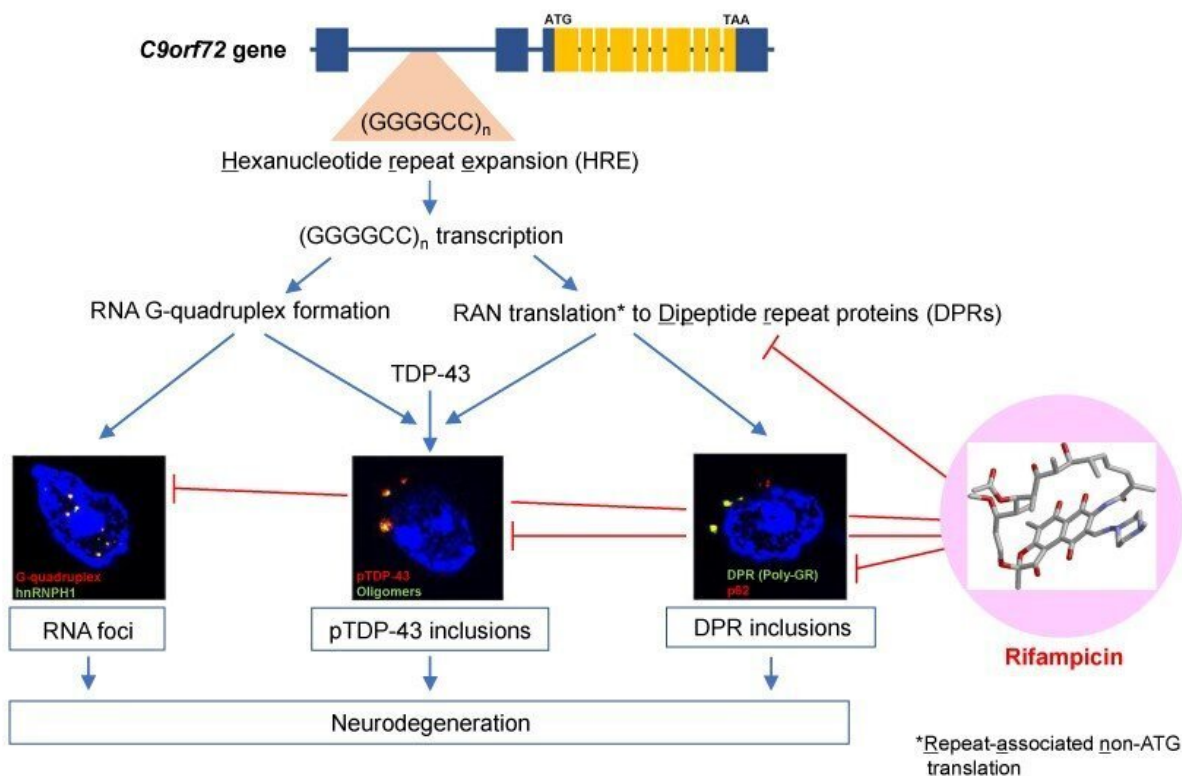 ATG
TAA
C9orf72 gene
(GGGGCC)n
Hexanucleotide repeat expansion (HRE)
(GGGGCC)n transcription
RNA G-quadruplex formation
RAN translation* to Dipeptide repeat proteins (DPRs)
TDP-43
G-quadruplex
hnRNPH1
pTDP-43
Oligomers
DPR (Poly-GR)
p62
RNA foci
pTDP-43 inclusions
DPR inclusions
Rifampicin
Neurodegeneration
*Repeat-associated non-ATG
translation